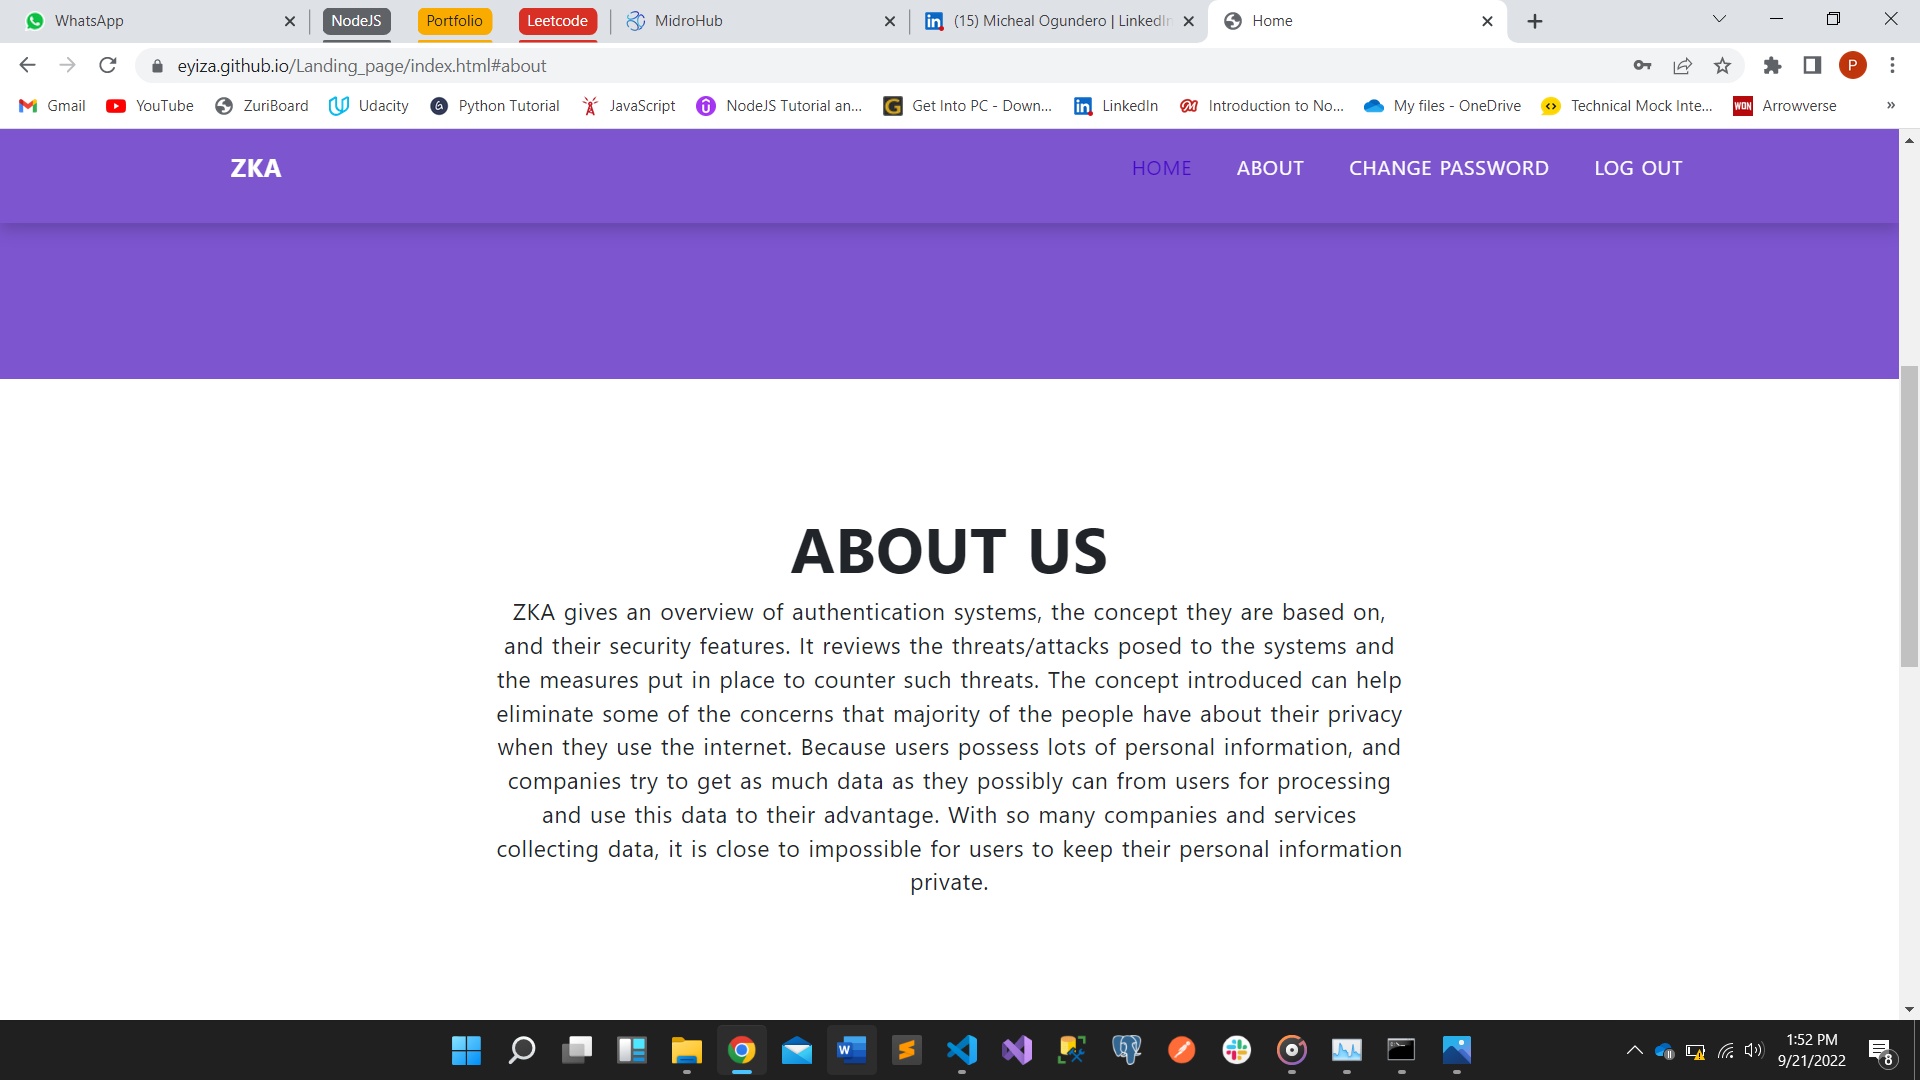 WhatsApp
NodeJS
Portfolio
Leetcode
MidroHub
(15) Micheal Ogundero | LinkedIn
Home
eyiza.github.io/Landing_page/index.html#about
P
Gmail
YouTube
ZuriBoard
Udacity
Python Tutorial
JavaScript
NodeJS Tutorial an...
Get Into PC - Down...
LinkedIn
Introduction to No...
My files - OneDrive
Technical Mock Inte...
WON
Arrowverse
»
ZKA
HOME
ABOUT
CHANGE PASSWORD
LOG OUT
ABOUT US
ZKA gives an overview of authentication systems, the concept they are based on,
and their security features. It reviews the threats/attacks posed to the systems and
the measures put in place to counter such threats. The concept introduced can help
eliminate some of the concerns that majority of the people have about their privacy
when they use the internet. Because users possess lots of personal information, and
companies try to get as much data as they possibly can from users for processing
and use this data to their advantage. With so many companies and services
collecting data, it is close to impossible for users to keep their personal information
private.
1:52 PM
9/21/2022
8